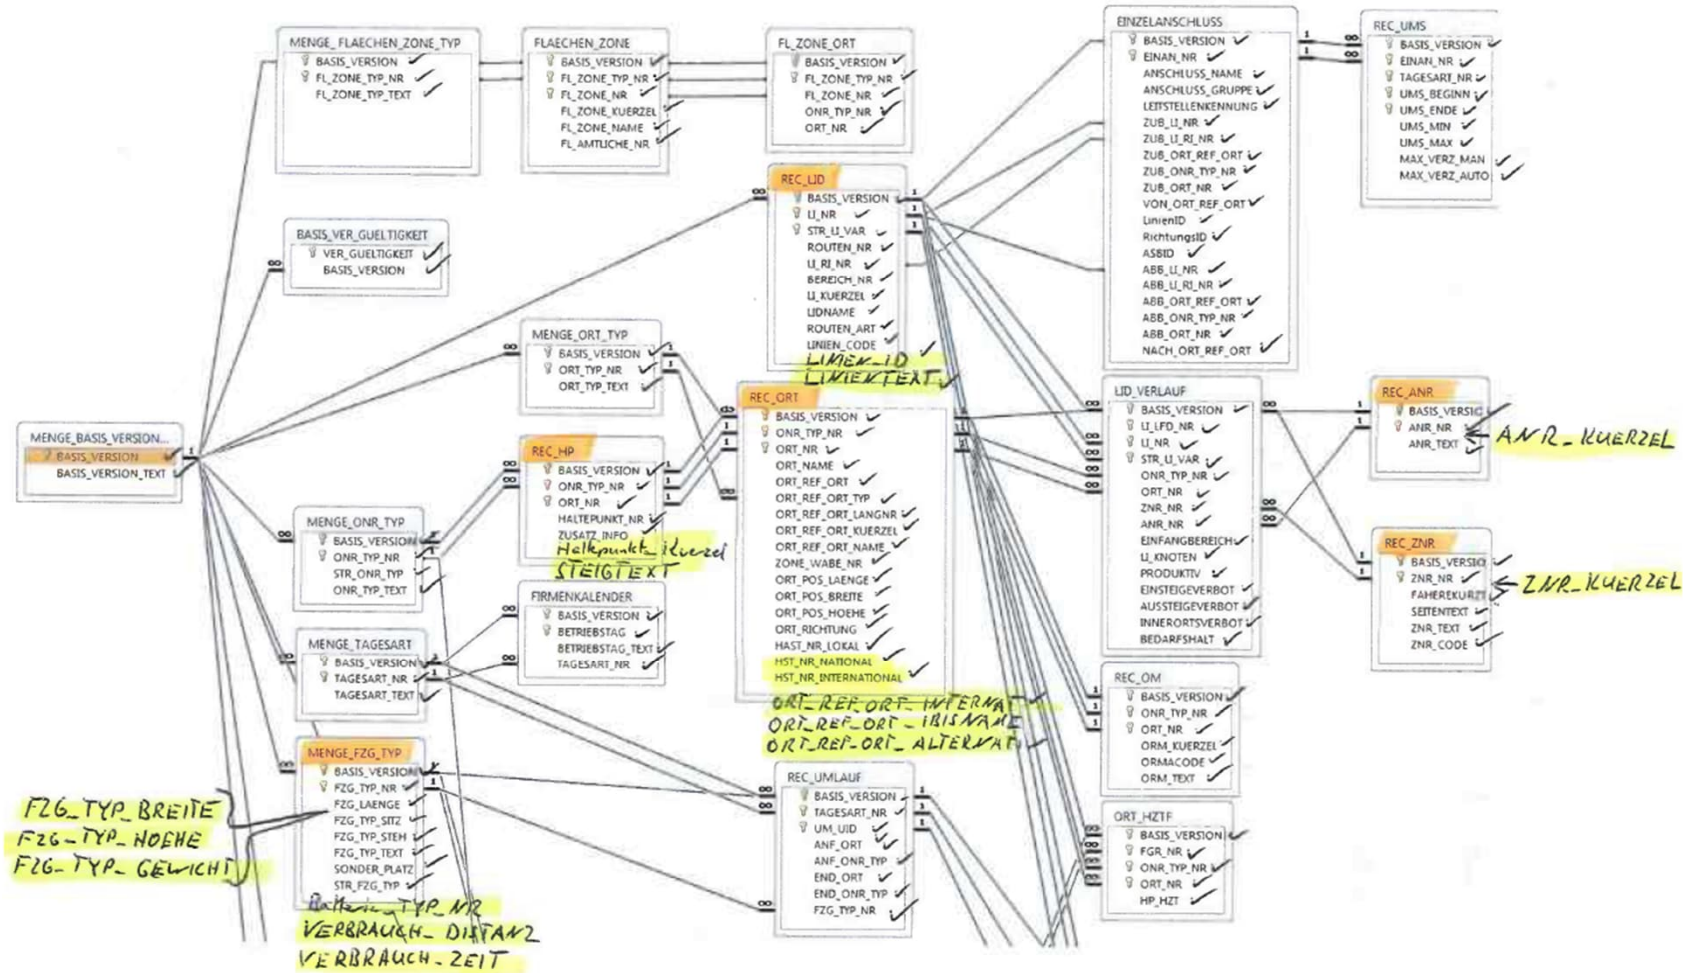 MENGE_FLAECHEN_ZONE_TYP
BASIS_VERSION
FL_ZONE_TYP_NR
FL_ZONE_TYP_TEXT
FLAECHEN_ZONE
BASIS_VERSION
FL_ZONE_TYP_NR
FL_ZONE_NR
FL_ZONE_KUERZEL
FL_ZONE_NAME
FL_AMTLICHE_NR
FL_ZONE_ORT
BASIS_VERSION
FL_ZONE_TYP_NR
FL_ZONE_NR
ONR_TYP_NR
ORT_NR
EINZELANSCHLUSS
BASIS_VERSION
EINAN_NR
ANSCHLUSS_NAME
ANSCHLUSS_GRUPPE
LEITSTELLENKENNUNG
ZUB_LI_NR
ZUB_LI_RI_NR
ZUB_ORT_REF_ORT
ZUB_ONR_TYP_NR
ZUB_ORT_NR
VON_ORT_REF_ORT
LinienID
RichtungsID
ASBID
ABB_LI_NR
ABB_LI_RI_NR
ABB_ORT_REF_ORT
ABB_ONR_TYP_NR
ABB_ORT_NR
NACH_ORT_REF_ORT
REC_UMS
BASIS_VERSION
EINAN_NR
TAGESART_NR
UMS_BEGINN
UMS_ENDE
UMS_MIN
UMS_MAX
MAX_VERZ_MAN
MAX_VERZ_AUTO
REC_LID
BASIS_VERSION
LI_NR
STR_LI_VAR
ROUTEN_NR
LI_RI_NR
BEREICH_NR
LI_KUERZEL
LIDNAME
ROUTEN_ART
LINIEN_CODE
LINIEN_ID
LINIENTEXT
BASIS_VER_GUELTIGKEIT
VER_GUELTIGKEIT
BASIS_VERSION
MENGE_ORT_TYP
BASIS_VERSION
ORT_TYP_NR
ORT_TYP_TEXT
MENGE_BASIS_VERSION...
BASIS_VERSION
BASIS_VERSION_TEXT
REC_HP
BASIS_VERSION
ONR_TYP_NR
ORT_NR
HALTEPUNKT_NR
ZUSATZ_INFO
Haltepunkt_Kuerzel
STEIGTEXT
REC_ORT
BASIS_VERSION
ONR_TYP_NR
ORT_NR
ORT_NAME
ORT_REF_ORT
ORT_REF_ORT_TYP
ORT_REF_ORT_LANGNR
ORT_REF_ORT_KUERZEL
ORT_REF_ORT_NAME
ZONE_WABE_NR
ORT_POS_LAENGE
ORT_POS_BREITE
ORT_POS_HOEHE
ORT_RICHTUNG
HAST_NR_LOKAL
HST_NR_NATIONAL
HST_NR_INTERNATIONAL
ORT_REF_ORT_INTERNAT
ORT_REF_ORT_IBISNAME
ORT_REF_ORT_ALTERNAT
LID_VERLAUF
BASIS_VERSION
LI_LFD_NR
LI_NR
STR_LI_VAR
ONR_TYP_NR
ORT_NR
ZNR_NR
ANR_NR
EINFANGBEREICH
LI_KNOTEN
PRODUKTIV
EINSTEIGEVERBOT
AUSSTEIGEVERBOT
INNERORTSVERBOT
BEDARFSHALT
REC_ANR
BASIS_VERSIC
ANR_NR
ANR_TEXT
ANR_KUERZEL
REC_ZNR
BASIS_VERSIO
ZNR_NR
FAHERKURZT
SEITENTEXT
ZNR_TEXT
ZNR_CODE
ZNR_KUERZEL
MENGE_ONR_TYP
BASIS_VERSION
ONR_TYP_NR
STR_ONR_TYP
ONR_TYP_TEXT
FIRMENKALENDER
BASIS_VERSION
BETRIEBSTAG
BETRIEBSTAG_TEXT
TAGESART_NR
MENGE_TAGESART
BASIS_VERSION
TAGESART_NR
TAGESART_TEXT
REC_OM
BASIS_VERSION
ONR_TYP_NR
ORT_NR
ORM_KUERZEL
ORMACODE
ORM_TEXT
MENGE_FZG_TYP
BASIS_VERSION
FZG_TYP_NR
FZG_LAENGE
FZG_TYP_SITZ
FZG_TYP_STEH
FZG_TYP_TEXT
SONDER_PLATZ
STR_FZG_TYP
Batterie_TYP_NR
VERBRAUCH_DISTANZ
VERBRAUCH_ZEIT
FZG_TYP_BREITE
FZG_TYP_HOEHE
FZG_TYP_GEWICHT
REC_UMLAUF
BASIS_VERSION
TAGESART_NR
UM_UID
ANF_ORT
ANF_ONR_TYP
END_ORT
END_ONR_TYP
FZG_TYP_NR
ORT_HZTF
BASIS_VERSION
FGR_NR
ONR_TYP_NR
ORT_NR
HP_HZT